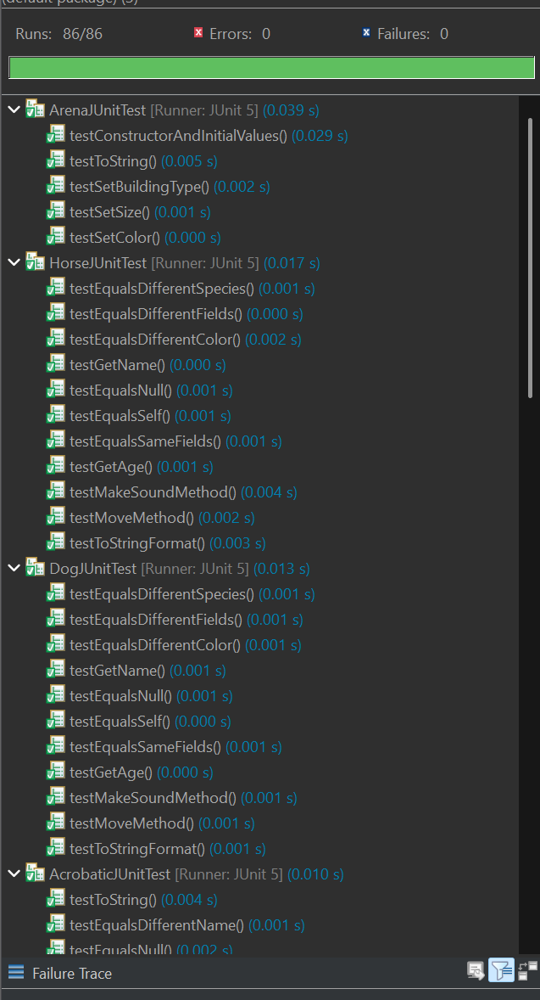 (default package) (3)
Runs: 86/86 Errors: 0 Failures: 0
ArenaJUnitTest [Runner: JUnit 5] (0.039 s)
testConstructorAndInitialValues() (0.029 s)
testToString() (0.005 s)
testSetBuildingType() (0.002 s)
testSetSize() (0.001 s)
testSetColor() (0.000 s)
HorseJUnitTest [Runner: JUnit 5] (0.017 s)
testEqualsDifferentSpecies() (0.001 s)
testEqualsDifferentFields() (0.000 s)
testEqualsDifferentColor() (0.002 s)
testGetName() (0.000 s)
testEqualsNull() (0.001 s)
testEqualsSelf() (0.001 s)
testEqualsSameFields() (0.001 s)
testGetAge() (0.001 s)
testMakeSoundMethod() (0.004 s)
testMoveMethod() (0.002 s)
testToStringFormat() (0.003 s)
DogJUnitTest [Runner: JUnit 5] (0.013 s)
testEqualsDifferentSpecies() (0.001 s)
testEqualsDifferentFields() (0.001 s)
testEqualsDifferentColor() (0.001 s)
testGetName() (0.001 s)
testEqualsNull() (0.001 s)
testEqualsSelf() (0.000 s)
testEqualsSameFields() (0.001 s)
testGetAge() (0.000 s)
testMakeSoundMethod() (0.001 s)
testMoveMethod() (0.001 s)
testToStringFormat() (0.001 s)
AcrobaticJUnitTest [Runner: JUnit 5] (0.010 s)
testToString() (0.004 s)
testEqualsDifferentName() (0.001 s)
testEqualsNull() (0.002 s)
Failure Trace